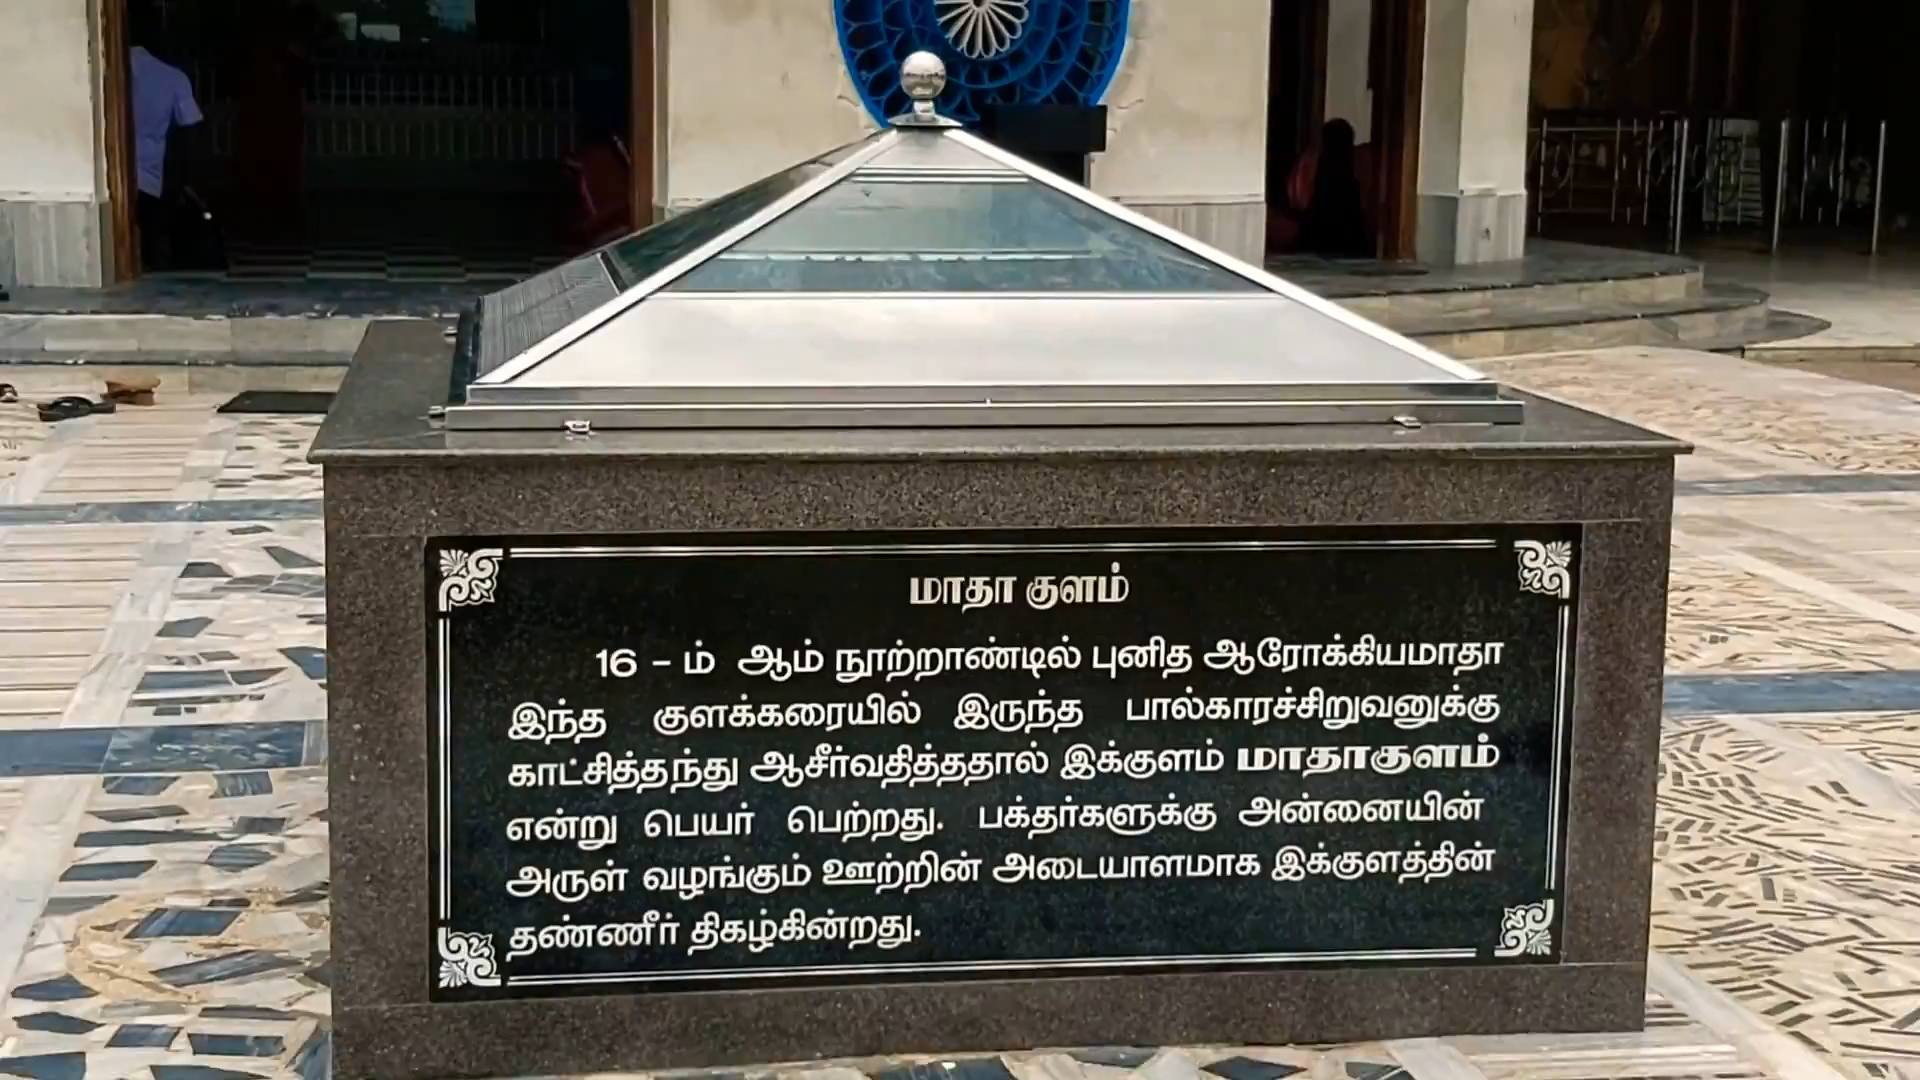 மாதா குளம்
16 - ம் ஆம் நூற்றாண்டில் புனித ஆரோக்கியமாதா
இந்த குளக்கரையில் இருந்த பால்காரச்சிறுவனுக்கு
காட்சித்தந்து ஆசீர்வதித்ததால் இக்குளம் மாதாகுளம்
என்று பெயர் பெற்றது. பக்தர்களுக்கு அன்னையின்
அருள் வழங்கும் ஊற்றின் அடையாளமாக இக்குளத்தின்
தண்ணீர் திகழ்கின்றது.